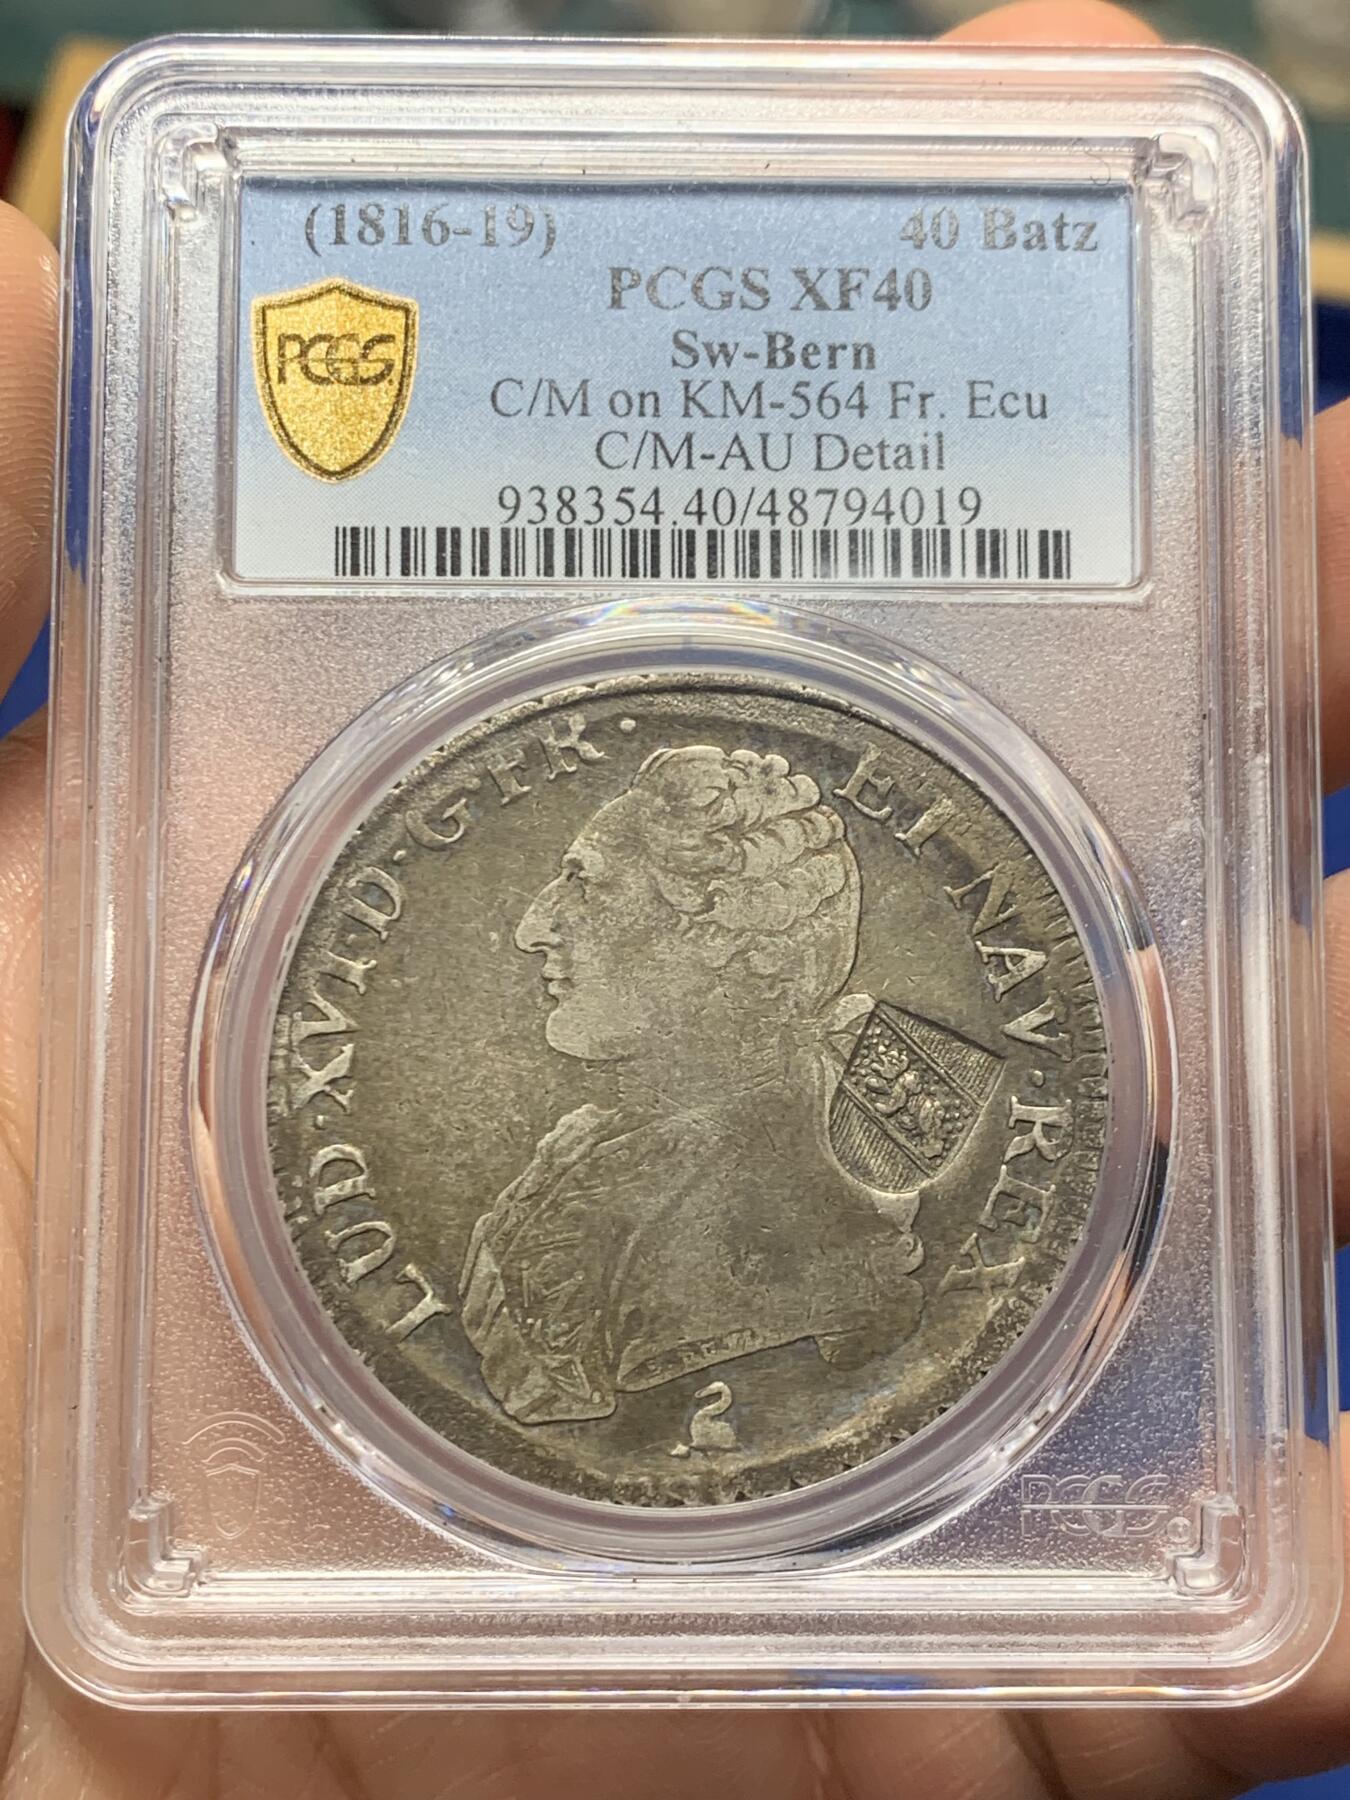 (1816-19) 40 Batz
PCGS XF40
PCGS
Sw-Bern
C/M on KM-564 Fr. Ecu
C/M-AU Detail
938354.40/48794019
LUD·XVI·D·G·FR· ET NAV·REX
PCGS